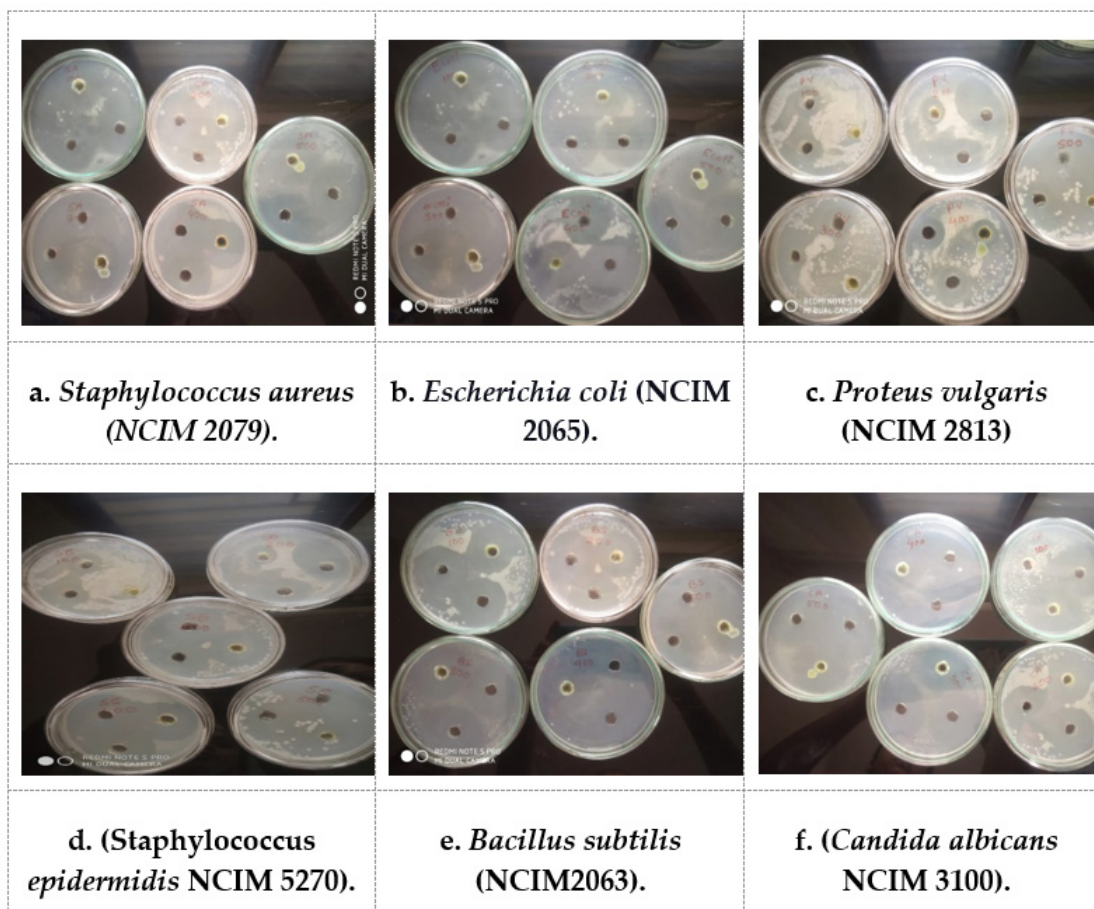 REDMI NOTE 5 PRO
MI DUAL CAMERA
REDMI NOTE 5 PRO
MI DUAL CAMERA
REDMI NOTE 5 PRO
MI DUAL CAMERA
a. Staphylococcus aureus
(NCIM 2079).
b. Escherichia coli (NCIM
2065).
c. Proteus vulgaris
(NCIM 2813)
REDMI NOTE 5 PRO
MI DUAL CAMERA
REDMI NOTE 5 PRO
MI DUAL CAMERA
d. (Staphylococcus
epidermidis NCIM 5270).
e. Bacillus subtilis
(NCIM2063).
f. (Candida albicans
NCIM 3100).